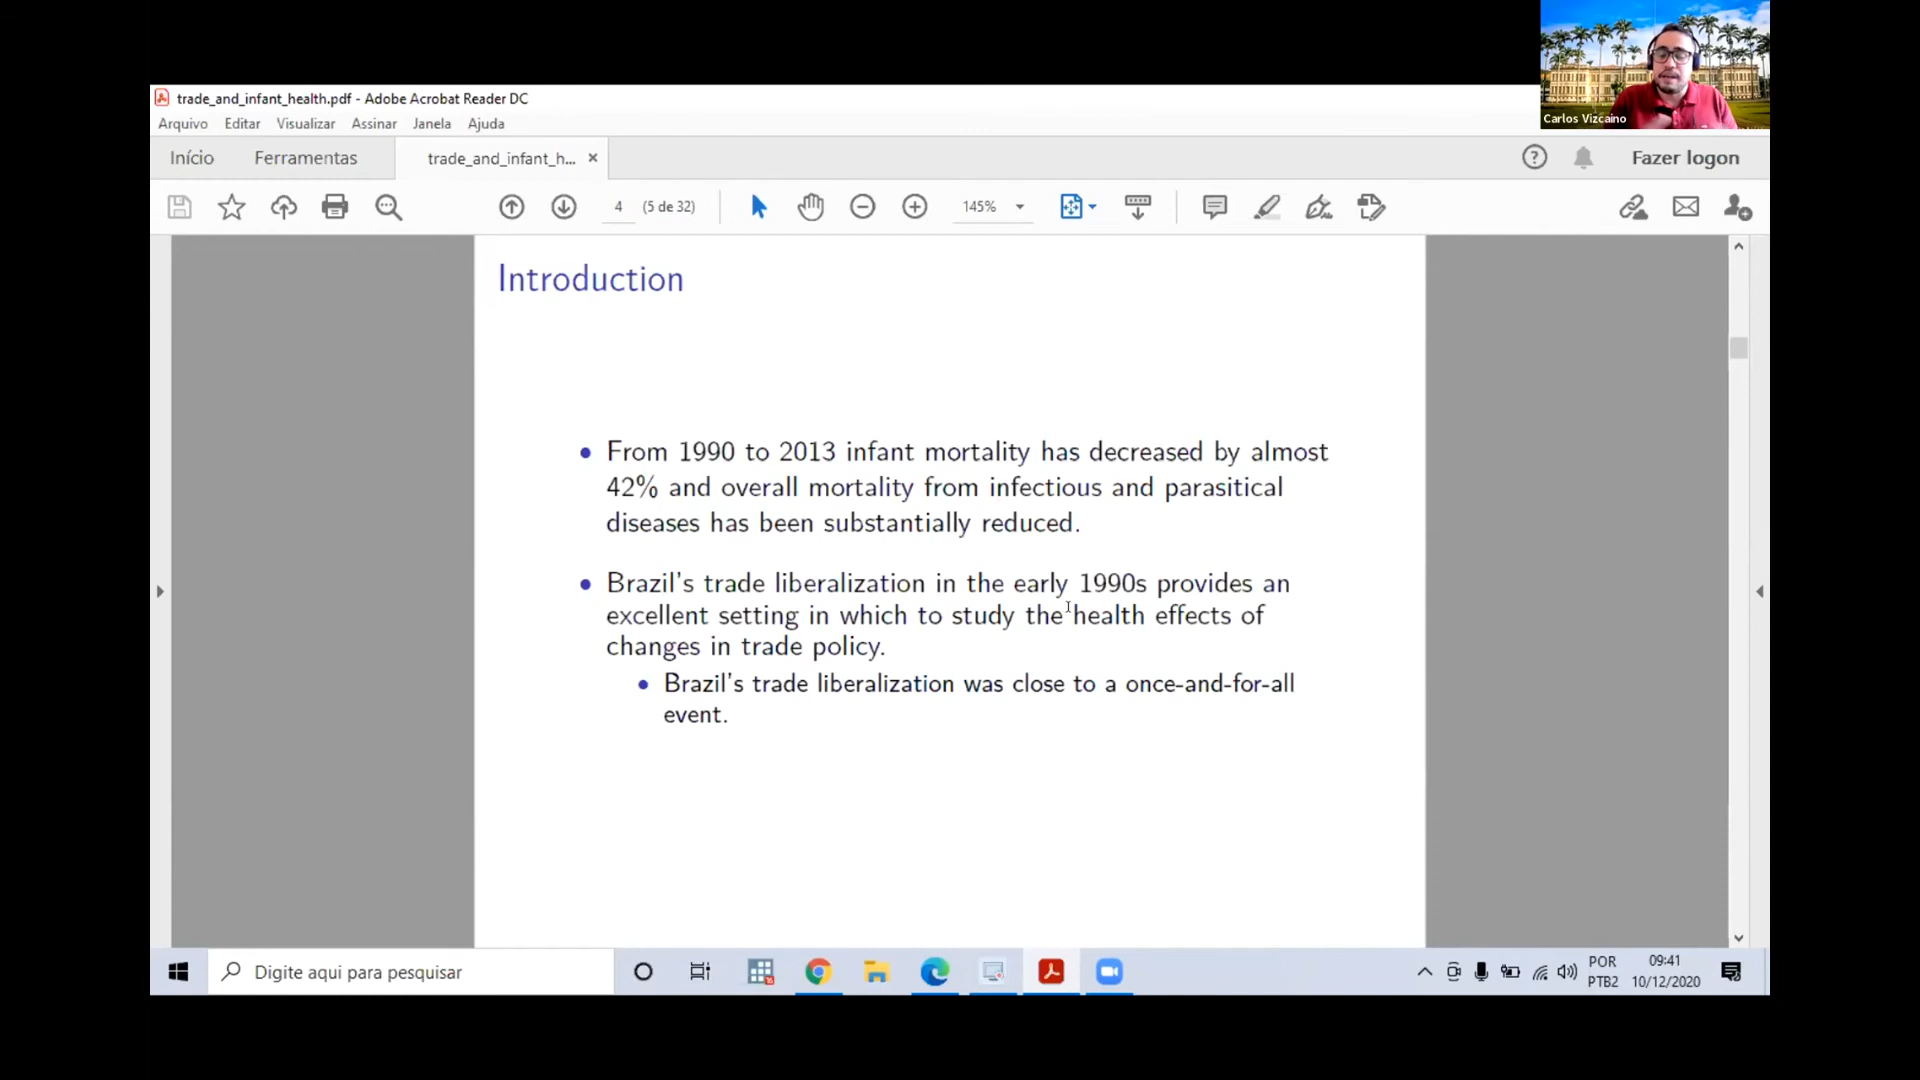 Carlos Vizcaino
trade_and_infant_health.pdf - Adobe Acrobat Reader DC
Arquivo Editar Visualizar Assinar Janela Ajuda
Início Ferramentas trade_and_infant_h... × Fazer logon
4 (5 de 32) 145%
Introduction
From 1990 to 2013 infant mortality has decreased by almost
42% and overall mortality from infectious and parasitical
diseases has been substantially reduced.
Brazil's trade liberalization in the early 1990s provides an
excellent setting in which to study the health effects of
changes in trade policy.
Brazil's trade liberalization was close to a once-and-for-all
event.
Digite aqui para pesquisar
POR 09:41
PTB2 10/12/2020